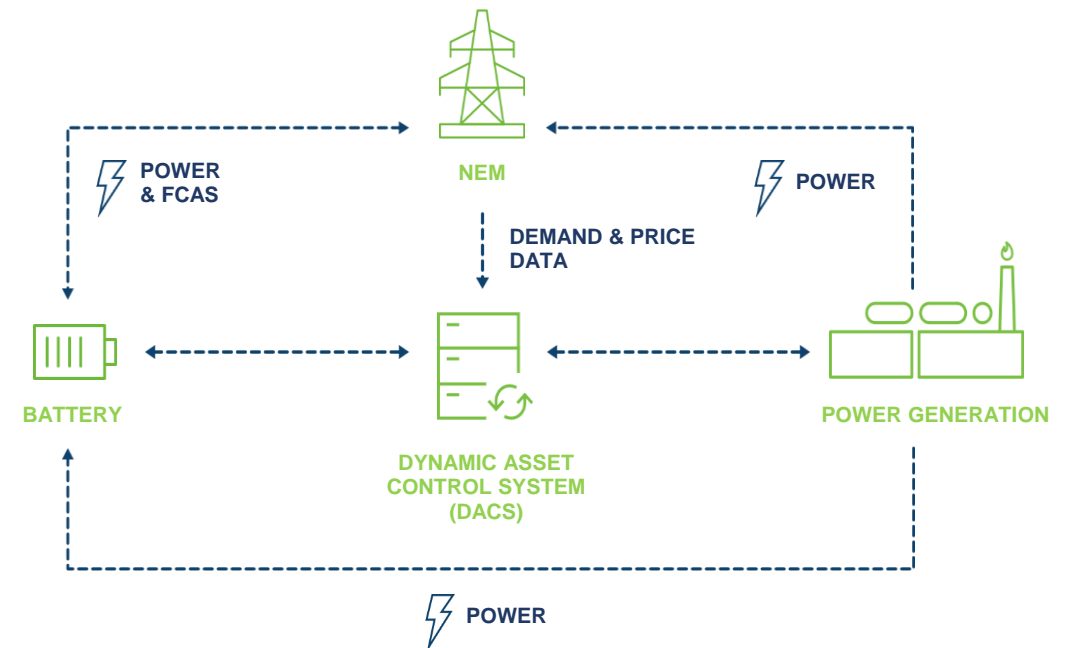 POWER
& FCAS
NEM
POWER
DEMAND & PRICE
DATA
BATTERY
POWER GENERATION
DYNAMIC ASSET
CONTROL SYSTEM
(DACS)
POWER